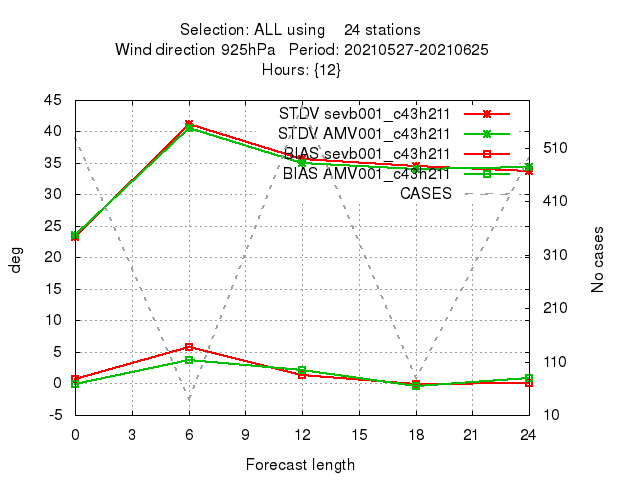 Selection: ALL using    24 stations
Wind direction 925hPa   Period: 20210527-20210625
Hours: {12}
STDV sevb001_c43h211
STDV AMV001_c43h211
BIAS sevb001_c43h211
BIAS AMV001_c43h211
CASES
45
40
35
30
25
20
15
10
5
0
-5
deg
510
410
310
210
110
10
No cases
0 3 6 9 12 15 18 21 24
Forecast length